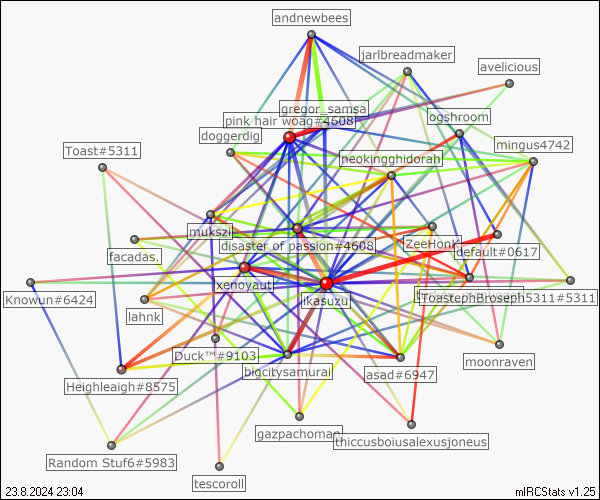 andnewbees
jarlbreadmaker
avelicious
gregor_samsa
pink hair woag#4608
ogshroom
doggerdig
mingus4742
Toast#5311
neokingghidorah
mukszi
disaster of passion#4608
ZeeHonk
default#0617
facadas.
xenoyaut
ikasuzu
ToastephBroseph5311#5311
Knowun#6424
lahnk
Duck™#9103
moonraven
bigcitysamurai
asad#6947
Heighleaigh#8575
gazpachoman
thiccusboiusalexusjoneus
Random Stuf6#5983
tescoroll
23.8.2024 23:04
mIRCStats v1.25